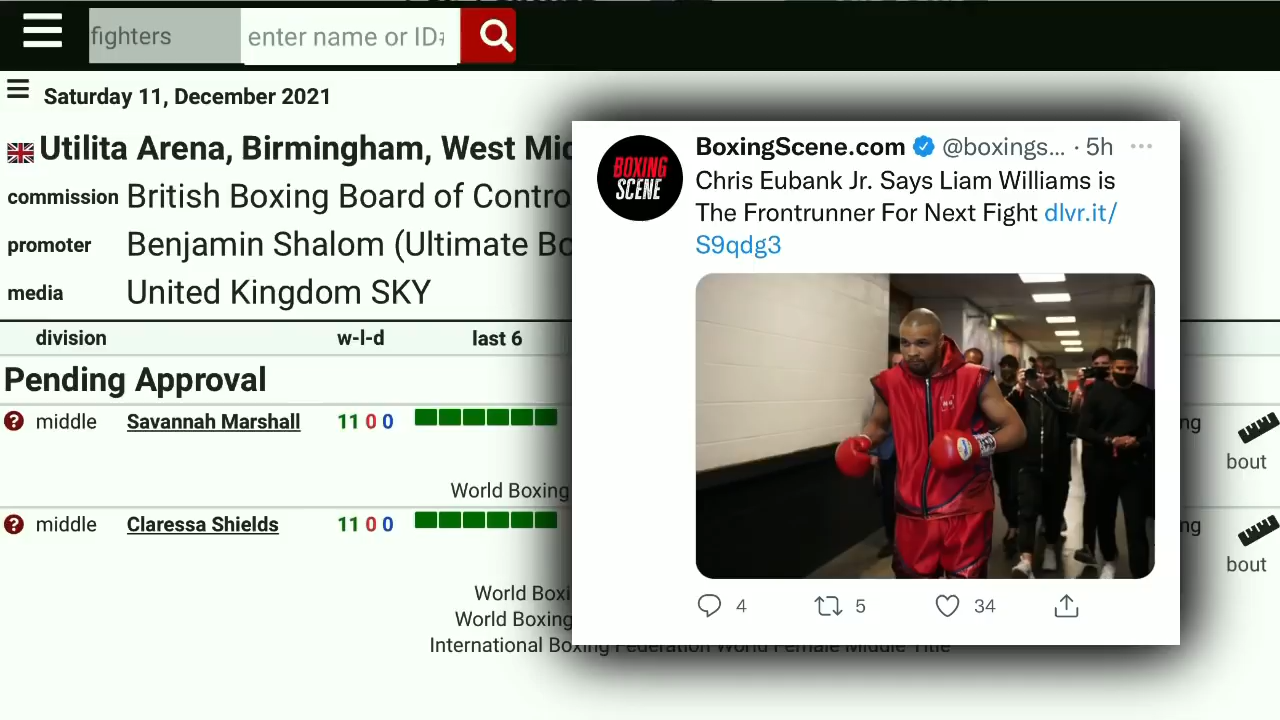 fighters
enter name or ID
Saturday 11, December 2021
Utilita Arena, Birmingham, West Mid
commission British Boxing Board of Contro
promoter Benjamin Shalom (Ultimate Bo
media United Kingdom SKY
division w-l-d last 6
Pending Approval
? middle Savannah Marshall 11 0 0
ng
bout
World Boxing
? middle Claressa Shields 11 0 0
ng
bout
World Boxi
World Boxing
International Boxing Federation World Female Middle Title
BOXING
SCENE
BoxingScene.com @boxings... · 5h ...
Chris Eubank Jr. Says Liam Williams is
The Frontrunner For Next Fight dlvr.it/
S9qdg3
4 5 34